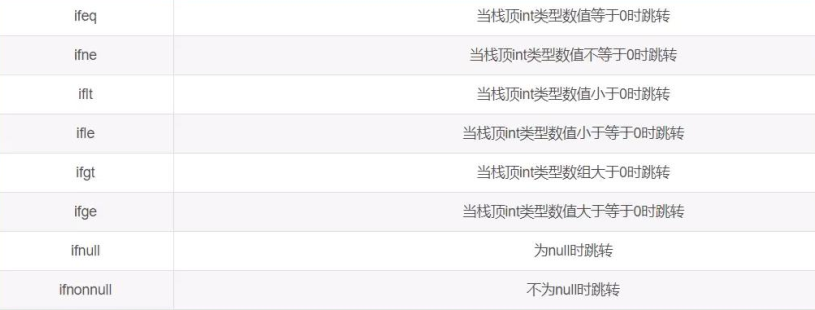 ifeq 当栈顶int类型数值等于0时跳转
ifne 当栈顶int类型数值不等于0时跳转
iflt 当栈顶int类型数值小于0时跳转
ifle 当栈顶int类型数值小于等于0时跳转
ifgt 当栈顶int类型数组大于0时跳转
ifge 当栈顶int类型数值大于等于0时跳转
ifnull 为null时跳转
ifnonnull 不为null时跳转